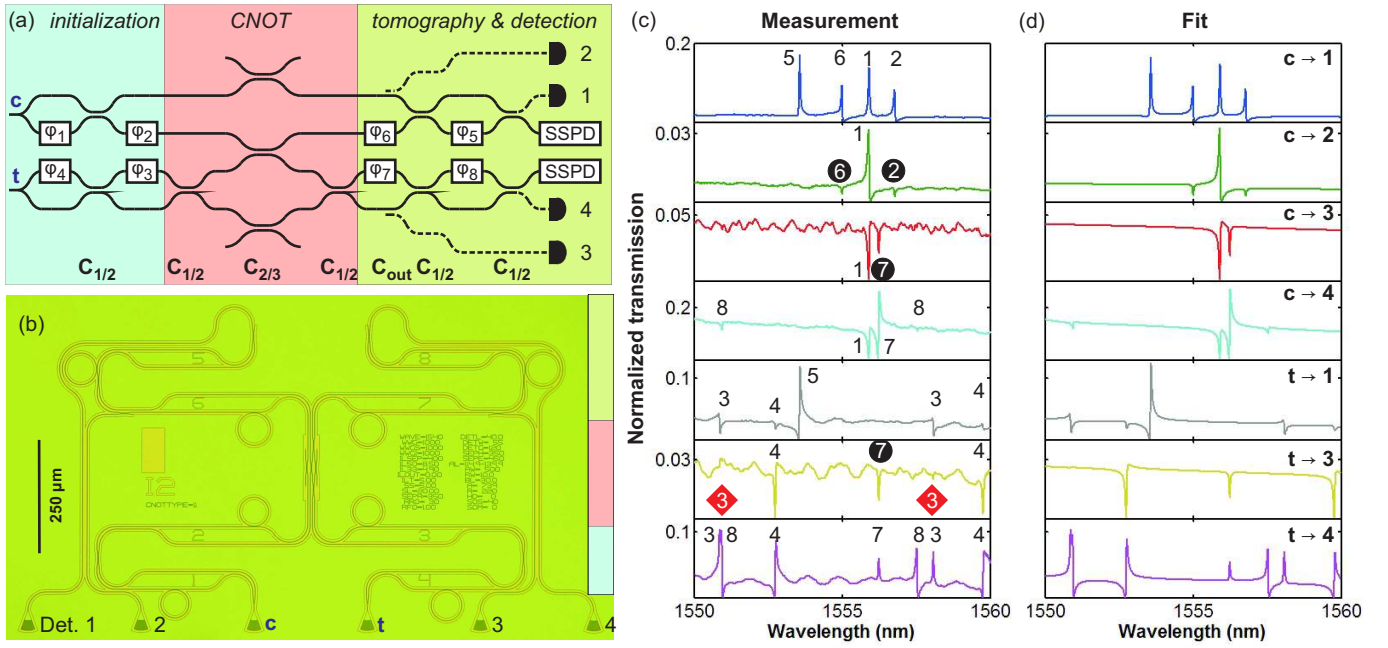 (a) initialization CNOT tomography & detection
2
c
1
φ1 φ2 φ6 φ5 SSPD
t
φ4 φ3 φ7 φ8 SSPD
4
3
C1/2 C1/2 C2/3 C1/2 Cout C1/2 C1/2
(b)
5 8
6 7
I2
CNOTTYPE=S
AL=
250 µm
2 3
1 4
Det. 1 2 c t 3 4
(c) Measurement
Normalized transmission
0.2 5 6 1 2
0.03 1 6 2
0.05 1 7
0.2 8 1 7 8
0.1 3 4 5 3 4
0.03 4 7 4
3 3
0.1 3 8 4 7 8 3 4
1550 1555 1560
Wavelength (nm)
(d) Fit
c → 1
c → 2
c → 3
c → 4
t → 1
t → 3
t → 4
1550 1555 1560
Wavelength (nm)